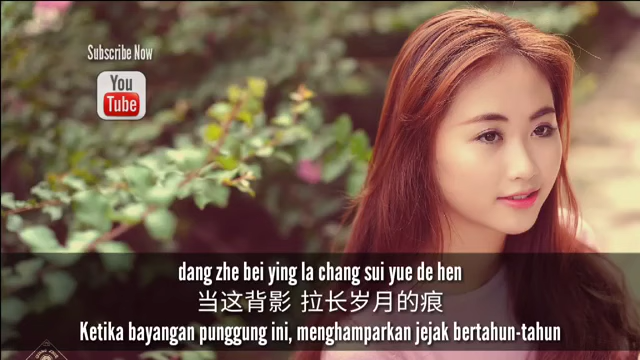 Subscribe Now
You
Tube
dang zhe bei ying la chang sui yue de hen
当这背影 拉长岁月的痕
Ketika bayangan punggung ini, menghamparkan jejak bertahun-tahun